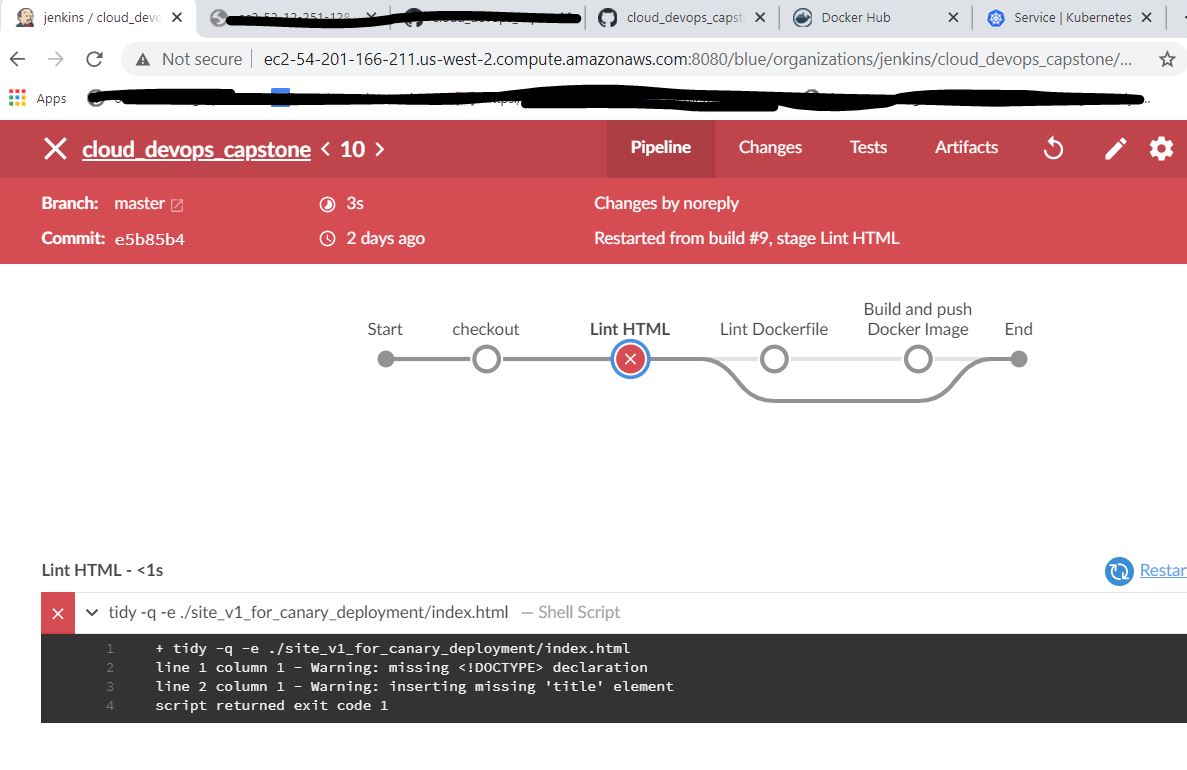 jenkins / cloud_devc
cloud_devops_capst
Docker Hub
Service | Kubernetes
Not secure
ec2-54-201-166-211.us-west-2.compute.amazonaws.com:8080/blue/organizations/jenkins/cloud_devops_capstone/...
Apps
cloud_devops_capstone < 10 >
Pipeline
Changes
Tests
Artifacts
Branch: master
3s
Changes by noreply
Commit: e5b85b4
2 days ago
Restarted from build #9, stage Lint HTML
Start
checkout
Lint HTML
Lint Dockerfile
Build and push
Docker Image
End
Lint HTML - <1s
Restar
tidy -q -e ./site_v1_for_canary_deployment/index.html — Shell Script
1 + tidy -q -e ./site_v1_for_canary_deployment/index.html
2 line 1 column 1 - Warning: missing <!DOCTYPE> declaration
3 line 2 column 1 - Warning: inserting missing 'title' element
4 script returned exit code 1